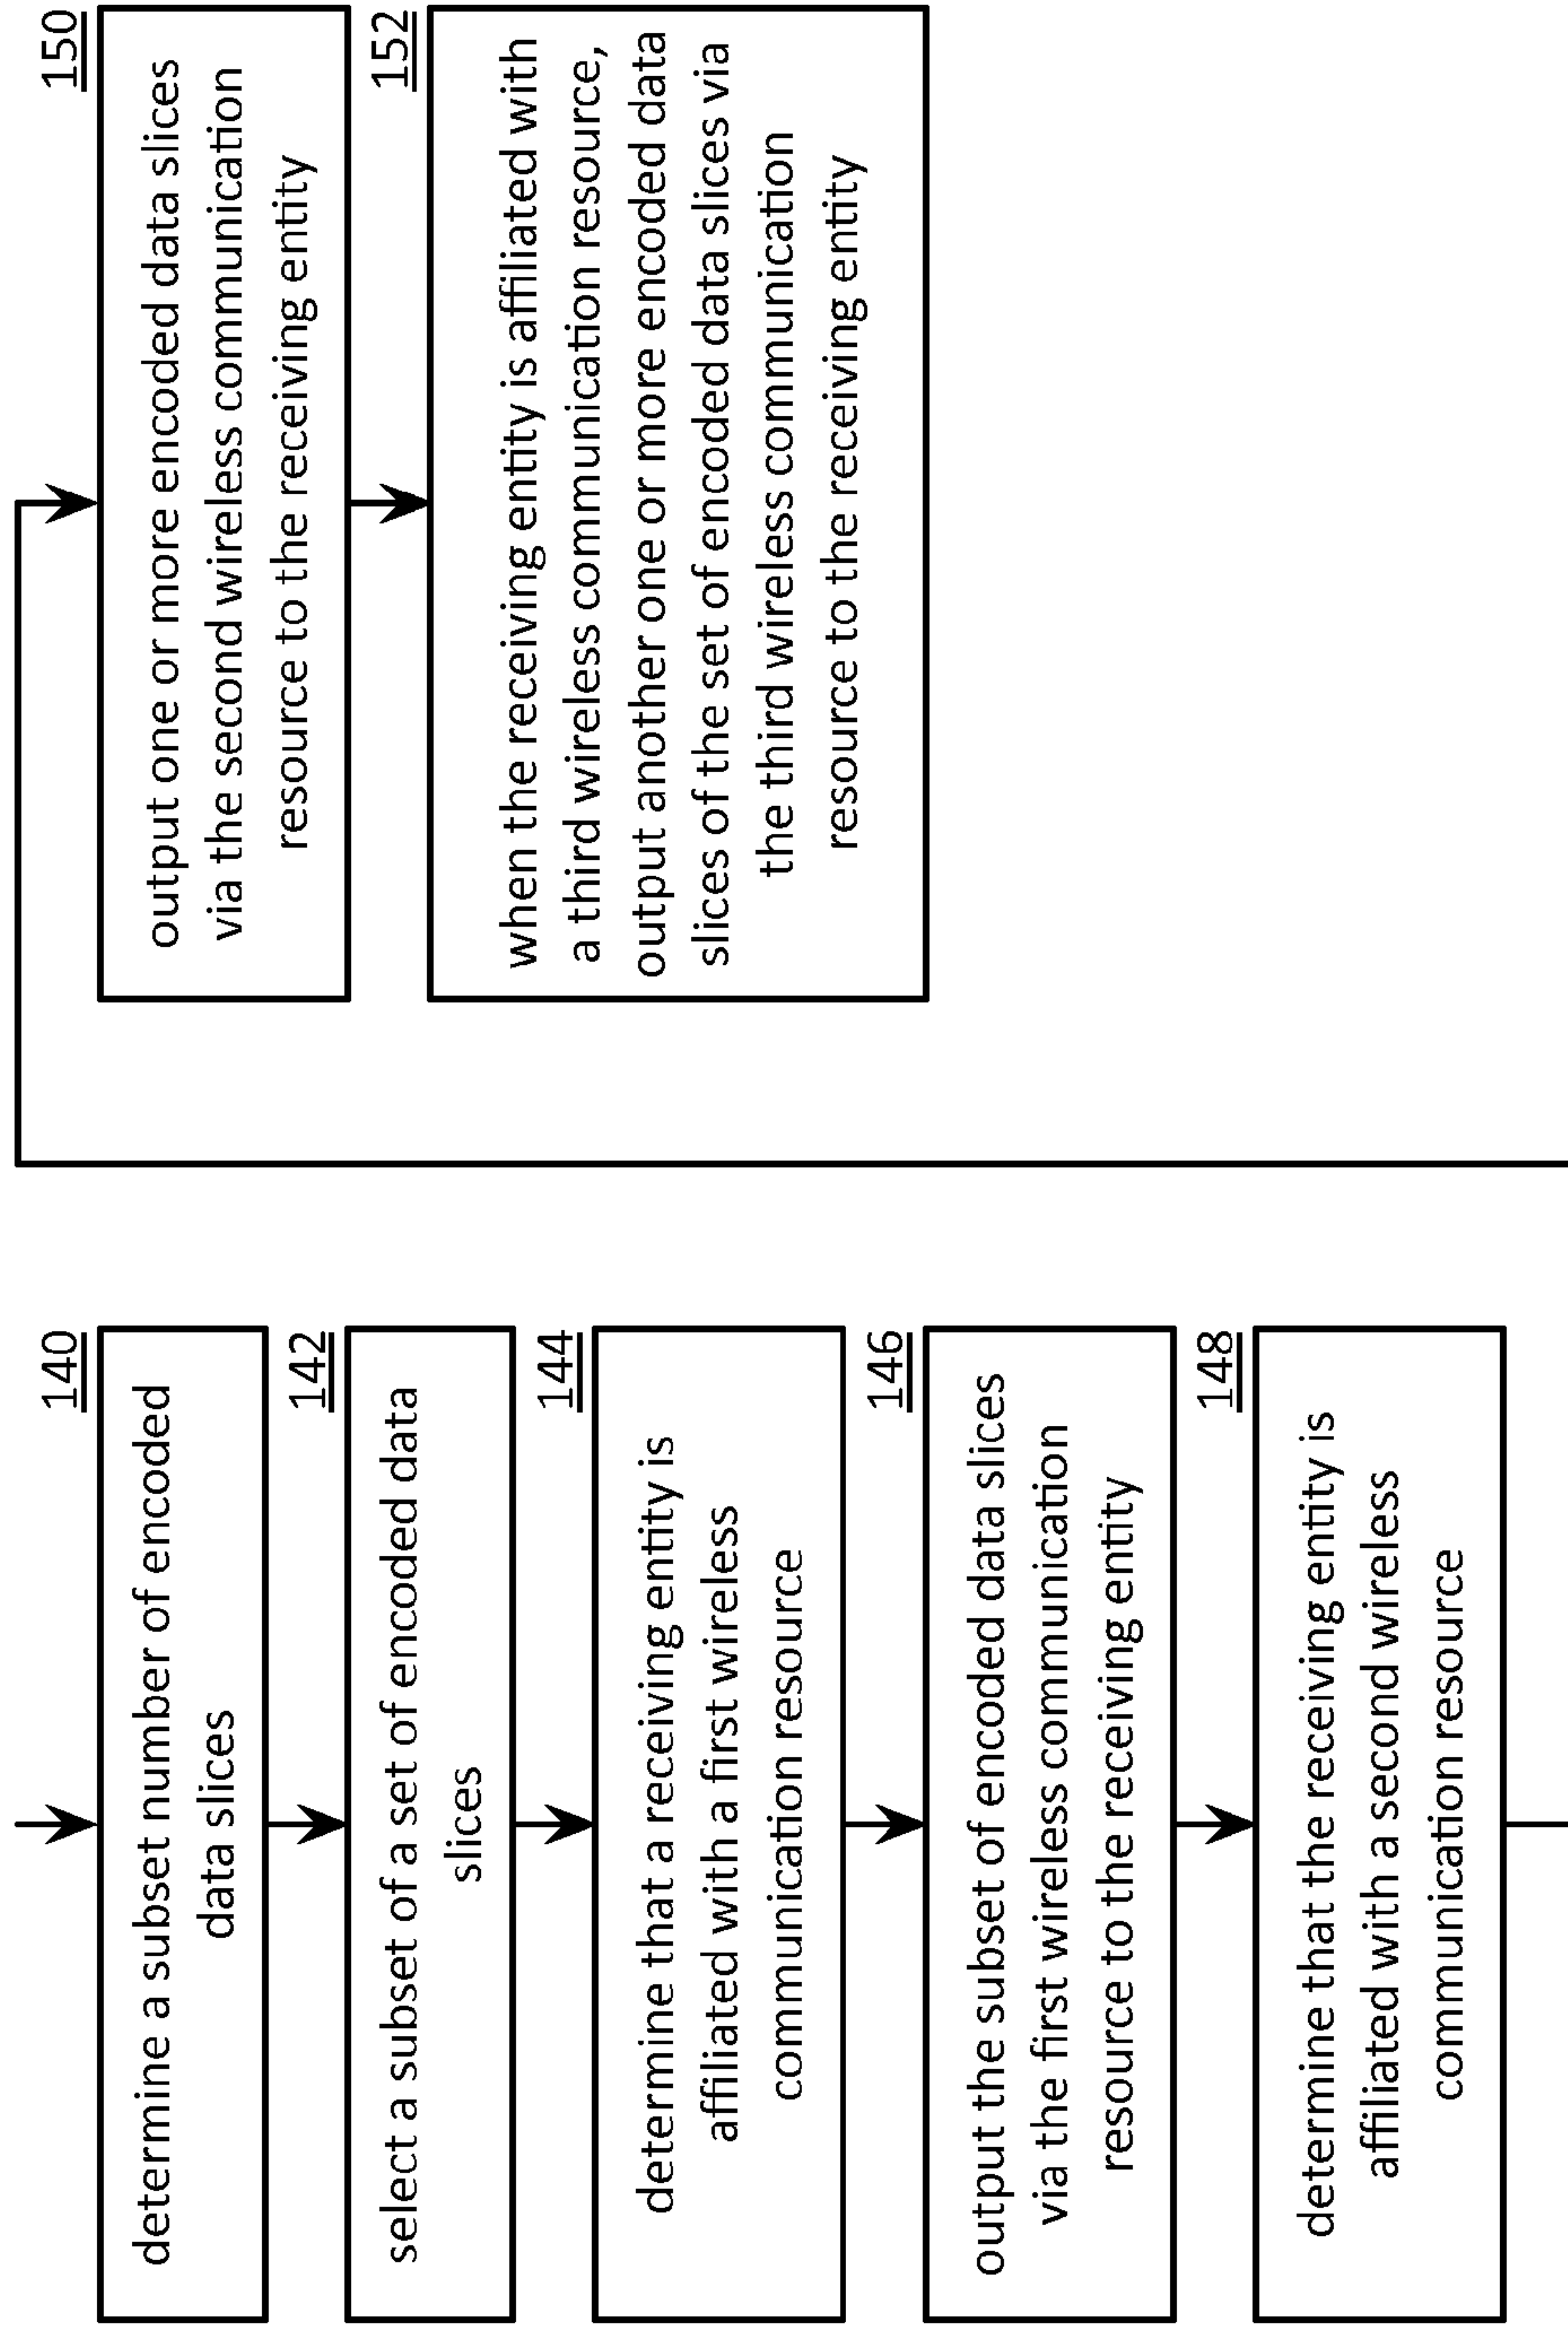 140
determine a subset number of encoded
data slices
142
select a subset of a set of encoded data
slices
144
determine that a receiving entity is
affiliated with a first wireless
communication resource
146
output the subset of encoded data slices
via the first wireless communication
resource to the receiving entity
148
determine that the receiving entity is
affiliated with a second wireless
communication resource
150
output one or more encoded data slices
via the second wireless communication
resource to the receiving entity
152
when the receiving entity is affiliated with
a third wireless communication resource,
output another one or more encoded data
slices of the set of encoded data slices via
the third wireless communication
resource to the receiving entity